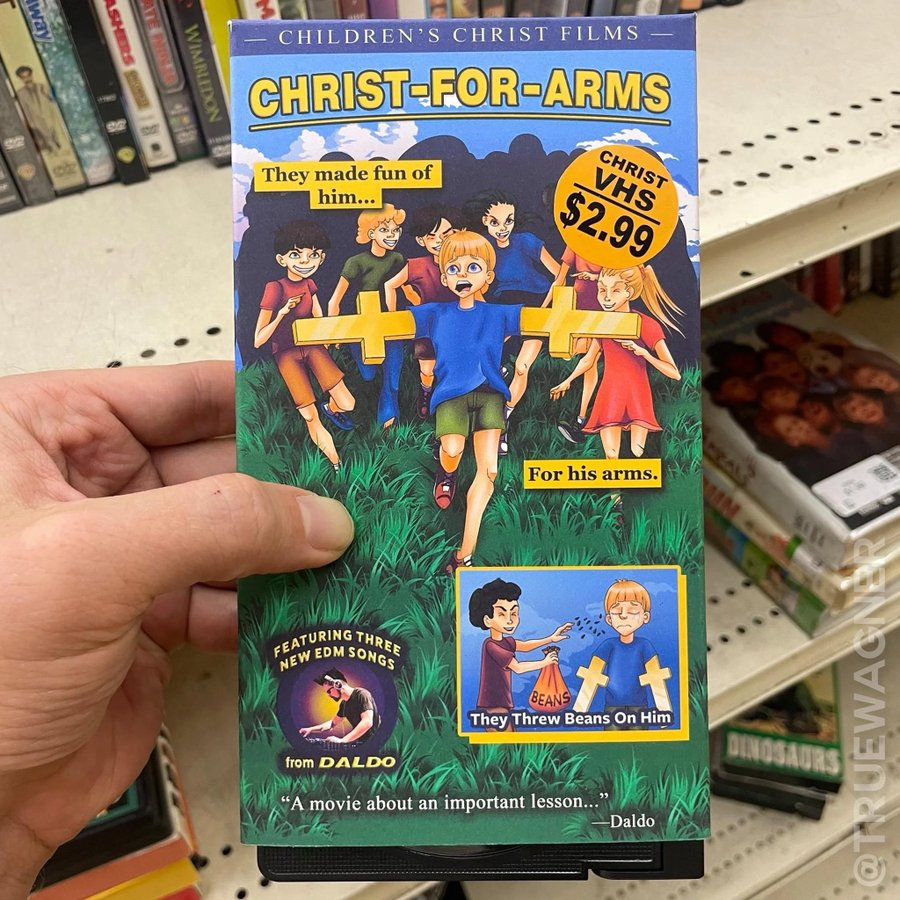 — CHILDREN'S CHRIST FILMS —
CHRIST-FOR-ARMS
They made fun of
him...
CHRIST
VHS
$2.99
For his arms.
BEANS
They Threw Beans On Him
FEATURING THREE
NEW EDM SONGS
from DALDO
“A movie about an important lesson...”
—Daldo
WIMBLEDON
DINOSAURS
@TRUEWAGNER